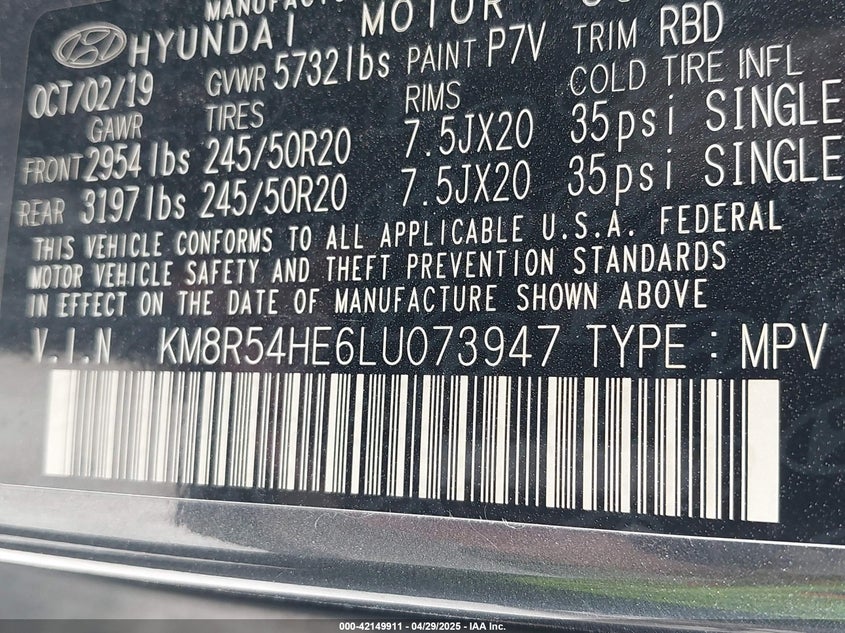 MANUFACTU
HYUNDAI MOTOR CO
OCT/02/19 GVWR 5732lbs PAINT P7V TRIM RBD
GAWR TIRES RIMS COLD TIRE INFL
FRONT 2954lbs 245/50R20 7.5JX20 35psi SINGLE
REAR 3197lbs 245/50R20 7.5JX20 35psi SINGLE
THIS VEHICLE CONFORMS TO ALL APPLICABLE U.S.A. FEDERAL
MOTOR VEHICLE SAFETY AND THEFT PREVENTION STANDARDS
IN EFFECT ON THE DATE OF MANUFACTURE SHOWN ABOVE
V.I.N KM8R54HE6LU073947 TYPE : MPV
000-42149911 - 04/29/2025 - IAA Inc.